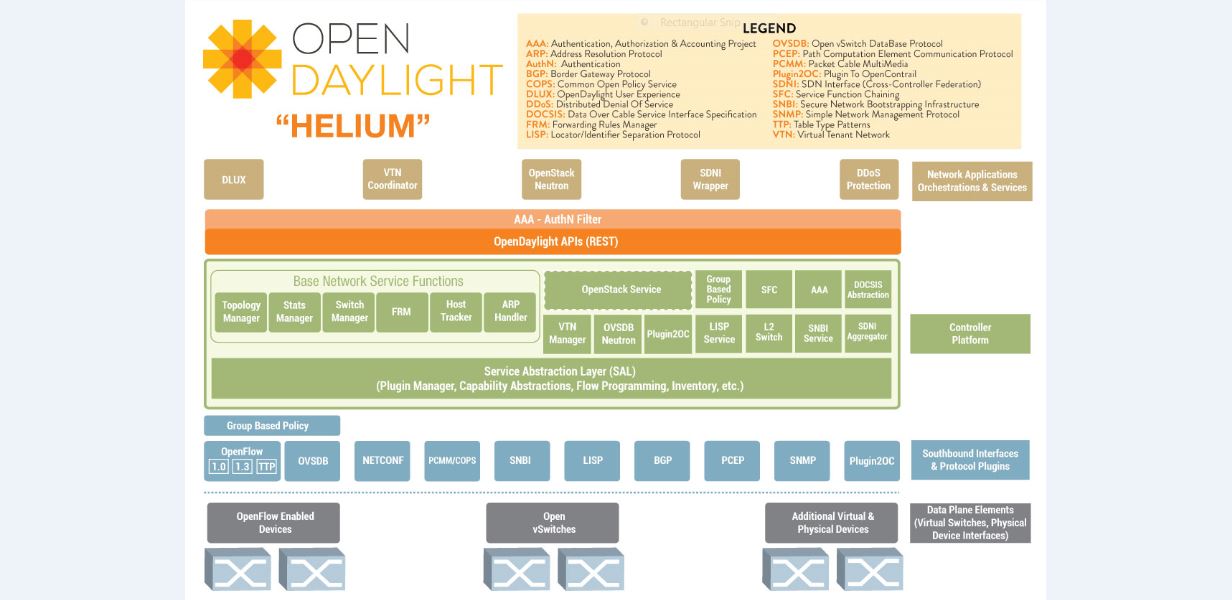 OPEN
DAYLIGHT
“HELIUM”
Rectangular Snip
LEGEND
AAA: Authentication, Authorization & Accounting Project
ARP: Address Resolution Protocol
AuthN: Authentication
BGP: Border Gateway Protocol
COPS: Common Open Policy Service
DLUX: OpenDaylight User Experience
DDoS: Distributed Denial Of Service
DOCSIS: Data Over Cable Service Interface Specification
FRM: Forwarding Rules Manager
LISP: Locator/Identifier Separation Protocol
OVSDB: Open vSwitch DataBase Protocol
PCEP: Path Computation Element Communication Protocol
PCMM: Packet Cable MultiMedia
Plugin2OC: Plugin To OpenContrail
SDNI: SDN Interface (Cross-Controller Federation)
SFC: Service Function Chaining
SNBI: Secure Network Bootstrapping Infrastructure
SNMP: Simple Network Management Protocol
TTP: Table Type Patterns
VTN: Virtual Tenant Network
DLUX
VTN
Coordinator
OpenStack
Neutron
SDNI
Wrapper
DDoS
Protection
Network Applications
Orchestrations & Services
AAA - AuthN Filter
OpenDaylight APIs (REST)
Base Network Service Functions
Topology
Manager
Stats
Manager
Switch
Manager
FRM
Host
Tracker
ARP
Handler
OpenStack Service
Group
Based
Policy
SFC
AAA
DOCSIS
Abstraction
VTN
Manager
OVSDB
Neutron
Plugin2OC
LISP
Service
L2
Switch
SNBI
Service
SDNI
Aggregator
Controller
Platform
Service Abstraction Layer (SAL)
(Plugin Manager, Capability Abstractions, Flow Programming, Inventory, etc.)
Group Based Policy
OpenFlow
1.0 1.3 TTP
OVSDB
NETCONF
PCMM/COPS
SNBI
LISP
BGP
PCEP
SNMP
Plugin2OC
Southbound Interfaces
& Protocol Plugins
OpenFlow Enabled
Devices
Open
vSwitches
Additional Virtual &
Physical Devices
Data Plane Elements
(Virtual Switches, Physical
Device Interfaces)